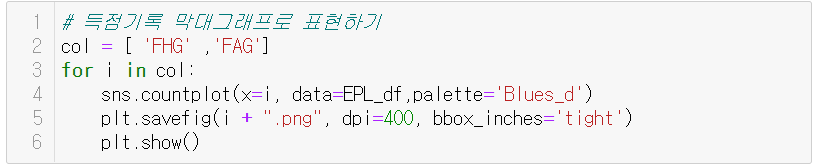 1 # 득점기록 막대그래프로 표현하기
2 col = [ 'FHG' ,'FAG']
3 for i in col:
4     sns.countplot(x=i, data=EPL_df,palette='Blues_d')
5     plt.savefig(i + ".png", dpi=400, bbox_inches='tight')
6     plt.show()